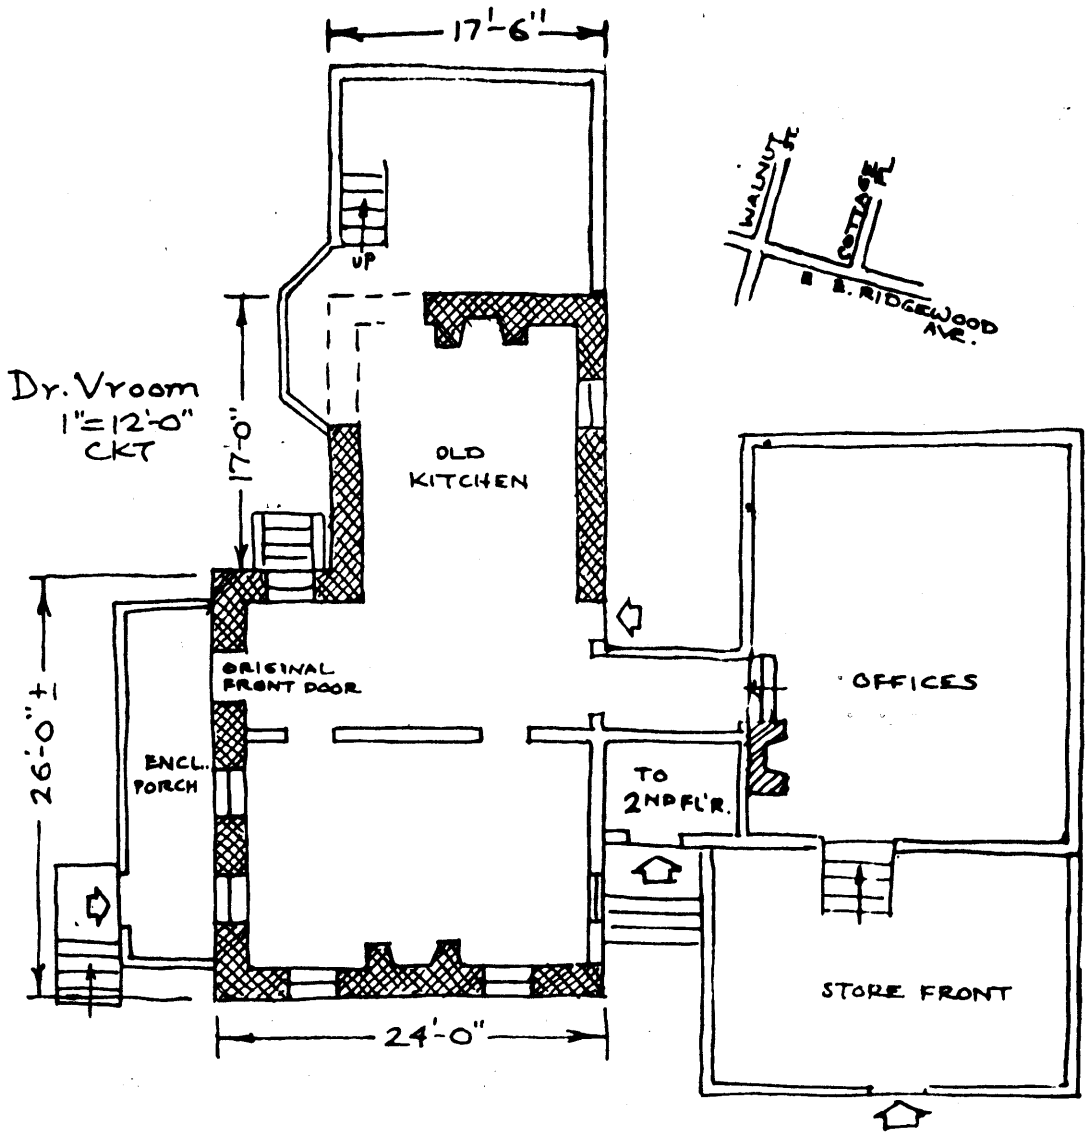 17'-6"
WALNUT
ST.
COTTAGE
PL
E. RIDGEWOOD
AVE.
UP
Dr. Vroom
1"=12'-0"
CKT
17'-0"
OLD
KITCHEN
ORIGINAL
FRONT DOOR
OFFICES
26'-0"±
ENCL.
PORCH
TO
2ND FL'R.
STORE FRONT
24'-0"